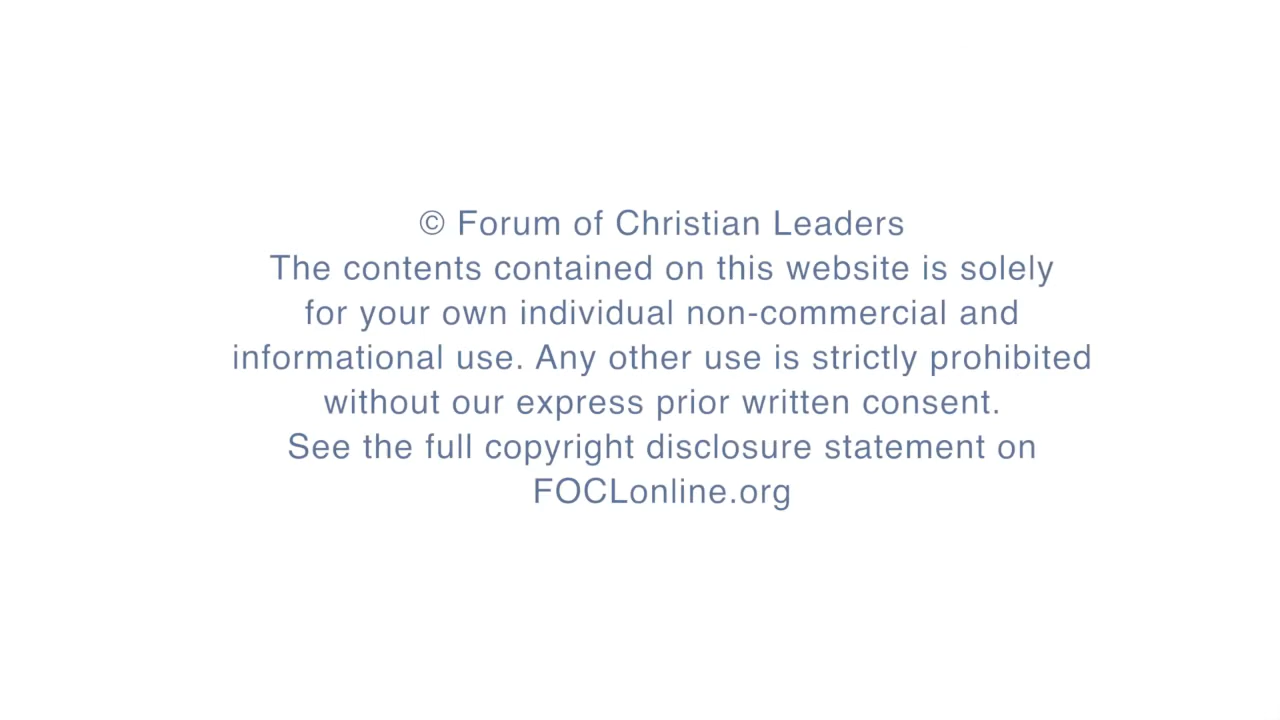 © Forum of Christian Leaders
The contents contained on this website is solely
for your own individual non-commercial and
informational use. Any other use is strictly prohibited
without our express prior written consent.
See the full copyright disclosure statement on
FOCLonline.org